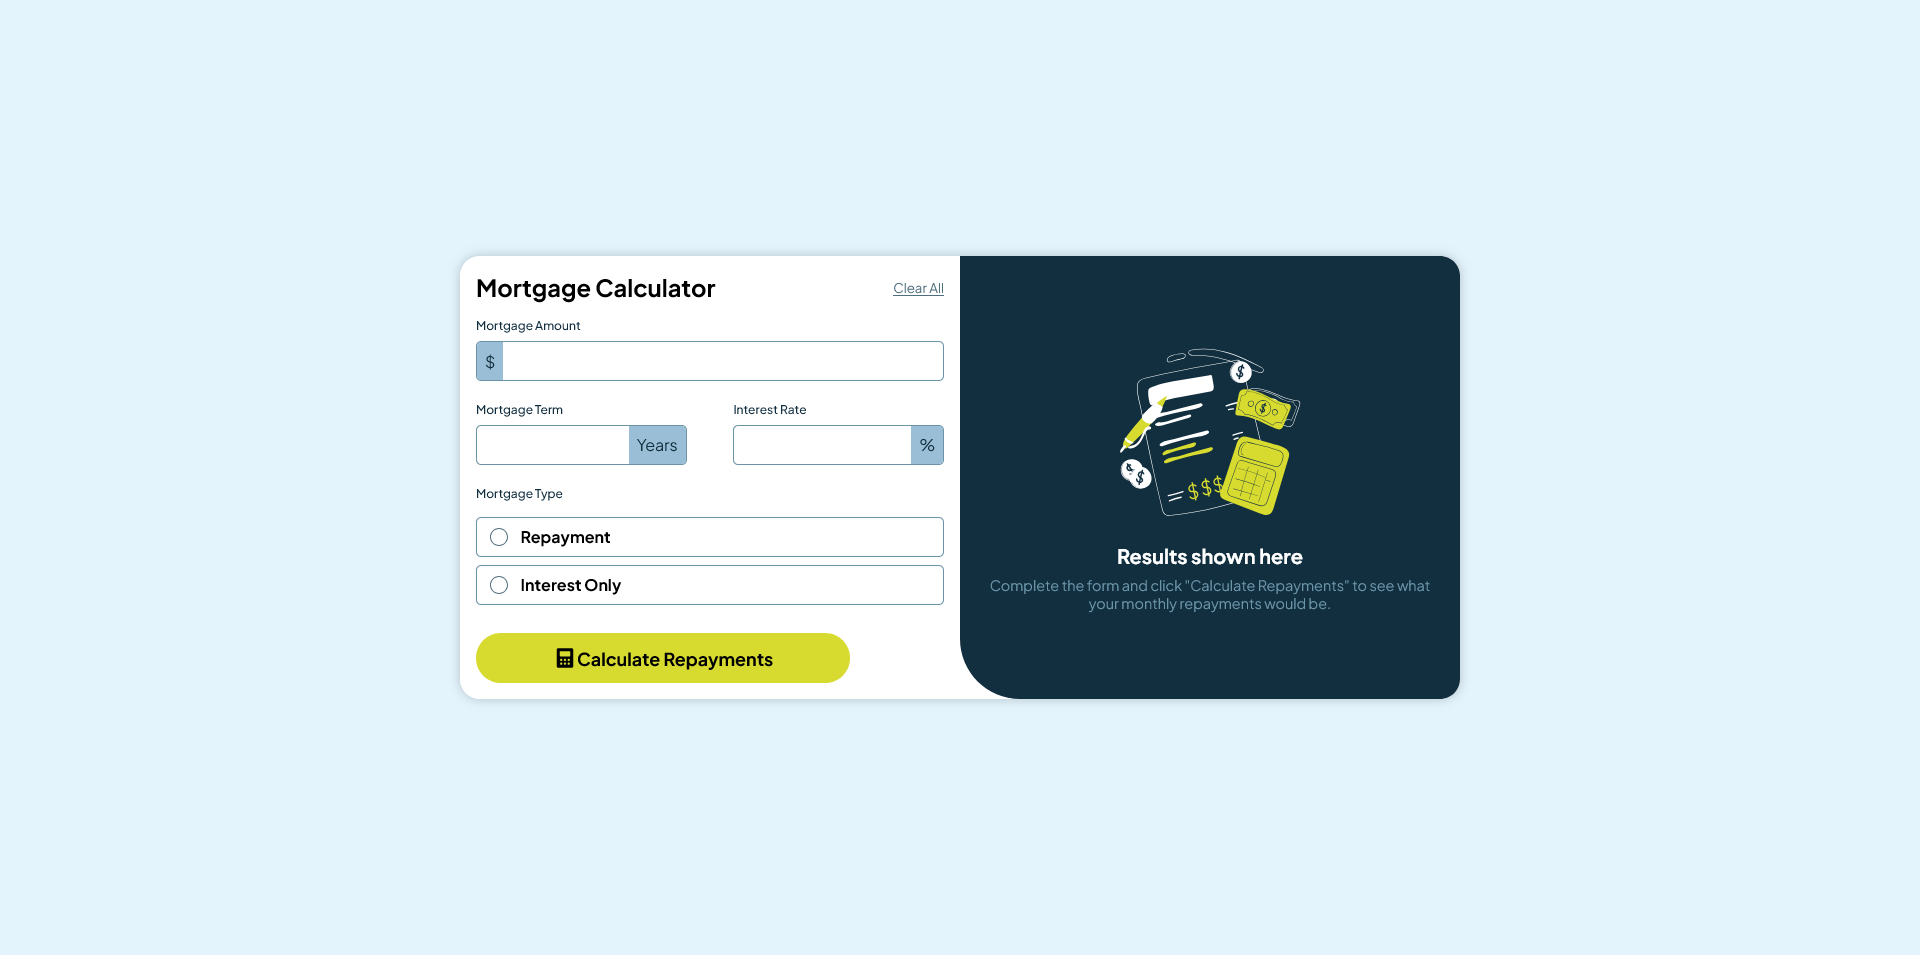 Mortgage Calculator
Clear All
Mortgage Amount
$
Mortgage Term
Interest Rate
Years
%
Mortgage Type
Repayment
Interest Only
Calculate Repayments
$
$
$
$
$$$
Results shown here
Complete the form and click "Calculate Repayments" to see what
your monthly repayments would be.